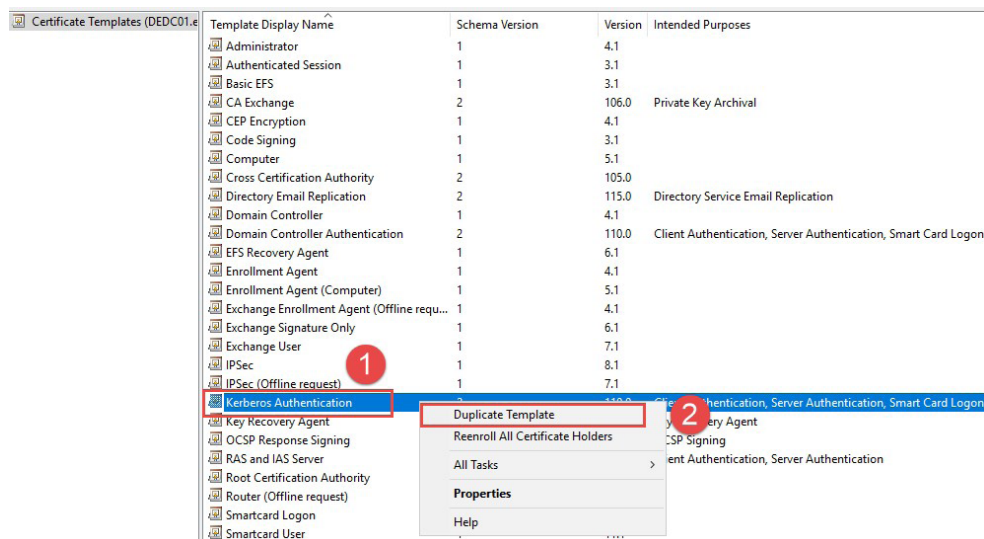 Certificate Templates (DEDC01.e
Template Display Name Schema Version Version Intended Purposes
Administrator 1 4.1
Authenticated Session 1 3.1
Basic EFS 1 3.1
CA Exchange 2 106.0 Private Key Archival
CEP Encryption 1 4.1
Code Signing 1 3.1
Computer 1 5.1
Cross Certification Authority 2 105.0
Directory Email Replication 2 115.0 Directory Service Email Replication
Domain Controller 1 4.1
Domain Controller Authentication 2 110.0 Client Authentication, Server Authentication, Smart Card Logon
EFS Recovery Agent 1 6.1
Enrollment Agent 1 4.1
Enrollment Agent (Computer) 1 5.1
Exchange Enrollment Agent (Offline requ... 1 4.1
Exchange Signature Only 1 6.1
Exchange User 1 7.1
IPSec 1 8.1
1
IPSec (Offline request) 1 7.1
Kerberos Authentication Server Authentication, Smart Card Logon
Duplicate Template
2
Key Recovery Agent Agent
Reenroll All Certificate Holders
OCSP Response Signing Signing
RAS and IAS Server Authentication, Server Authentication
All Tasks >
Root Certification Authority
Properties
Router (Offline request)
Smartcard Logon
Help
Smartcard User